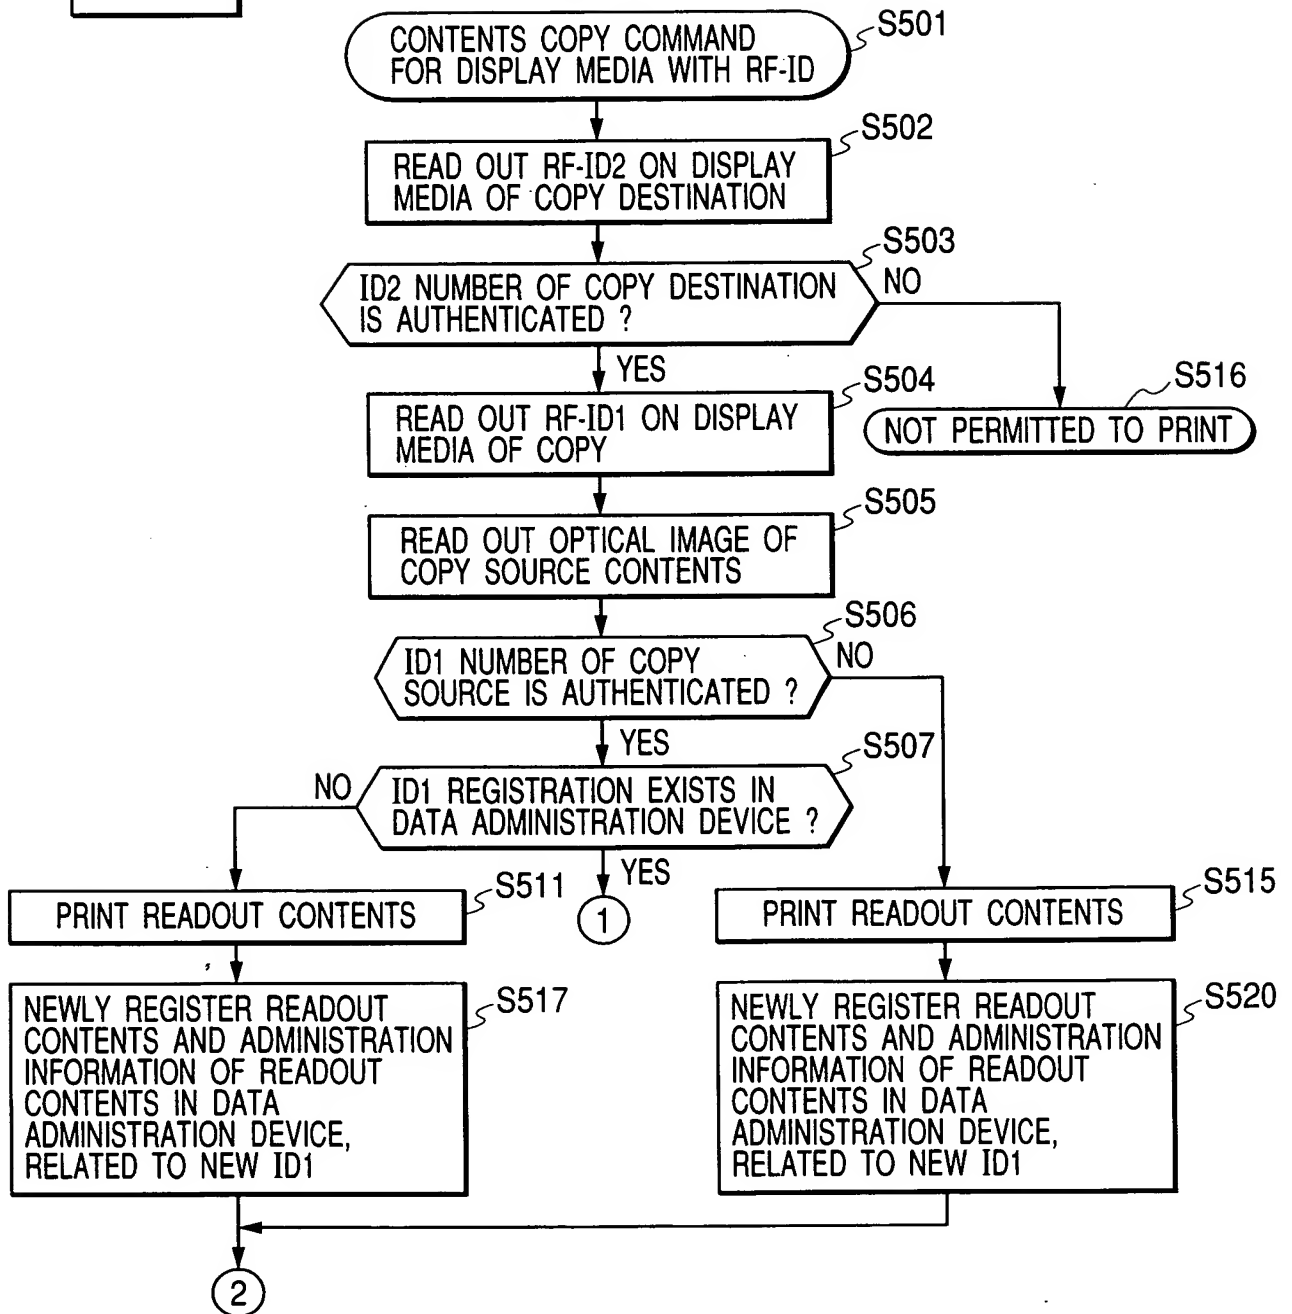 CONTENTS COPY COMMAND
FOR DISPLAY MEDIA WITH RF-ID
S501
READ OUT RF-ID2 ON DISPLAY
MEDIA OF COPY DESTINATION
S502
ID2 NUMBER OF COPY DESTINATION
IS AUTHENTICATED ?
S503
NO
YES
READ OUT RF-ID1 ON DISPLAY
MEDIA OF COPY
S504
NOT PERMITTED TO PRINT
S516
READ OUT OPTICAL IMAGE OF
COPY SOURCE CONTENTS
S505
ID1 NUMBER OF COPY
SOURCE IS AUTHENTICATED ?
S506
NO
YES
ID1 REGISTRATION EXISTS IN
DATA ADMINISTRATION DEVICE ?
S507
NO
YES
1
PRINT READOUT CONTENTS
S511
PRINT READOUT CONTENTS
S515
NEWLY REGISTER READOUT
CONTENTS AND ADMINISTRATION
INFORMATION OF READOUT
CONTENTS IN DATA
ADMINISTRATION DEVICE,
RELATED TO NEW ID1
S517
NEWLY REGISTER READOUT
CONTENTS AND ADMINISTRATION
INFORMATION OF READOUT
CONTENTS IN DATA
ADMINISTRATION DEVICE,
RELATED TO NEW ID1
S520
2